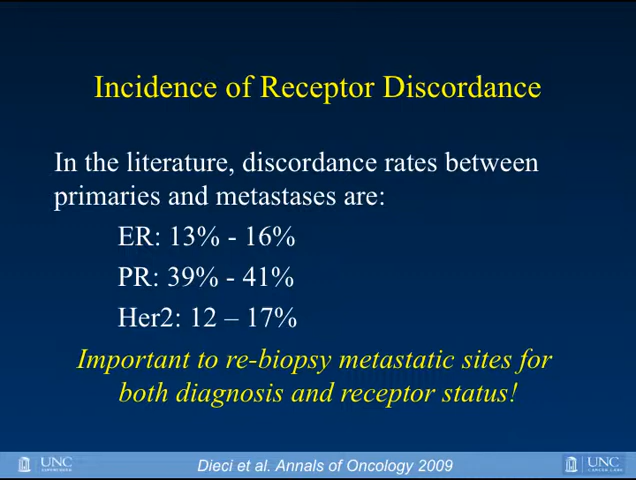 Incidence of Receptor Discordance
In the literature, discordance rates between
primaries and metastases are:
ER: 13% - 16%
PR: 39% - 41%
Her2: 12 – 17%
Important to re-biopsy metastatic sites for
both diagnosis and receptor status!
UNC
Dieci et al. Annals of Oncology 2009
UNC